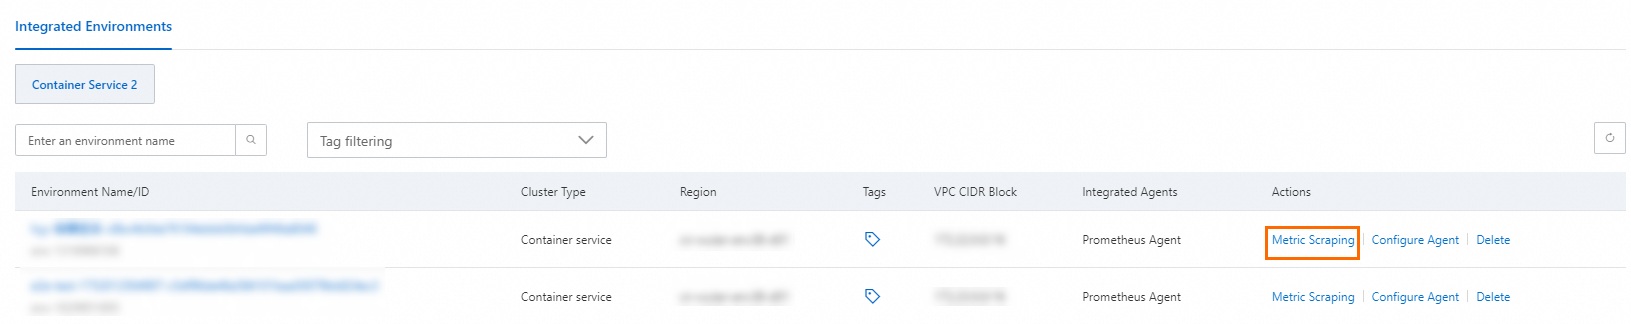 Integrated Environments
Container Service 2
Enter an environment name
Tag filtering
Environment Name/ID Cluster Type Region Tags VPC CIDR Block Integrated Agents Actions
Container service Prometheus Agent Metric Scraping Configure Agent Delete
Container service Prometheus Agent Metric Scraping Configure Agent Delete